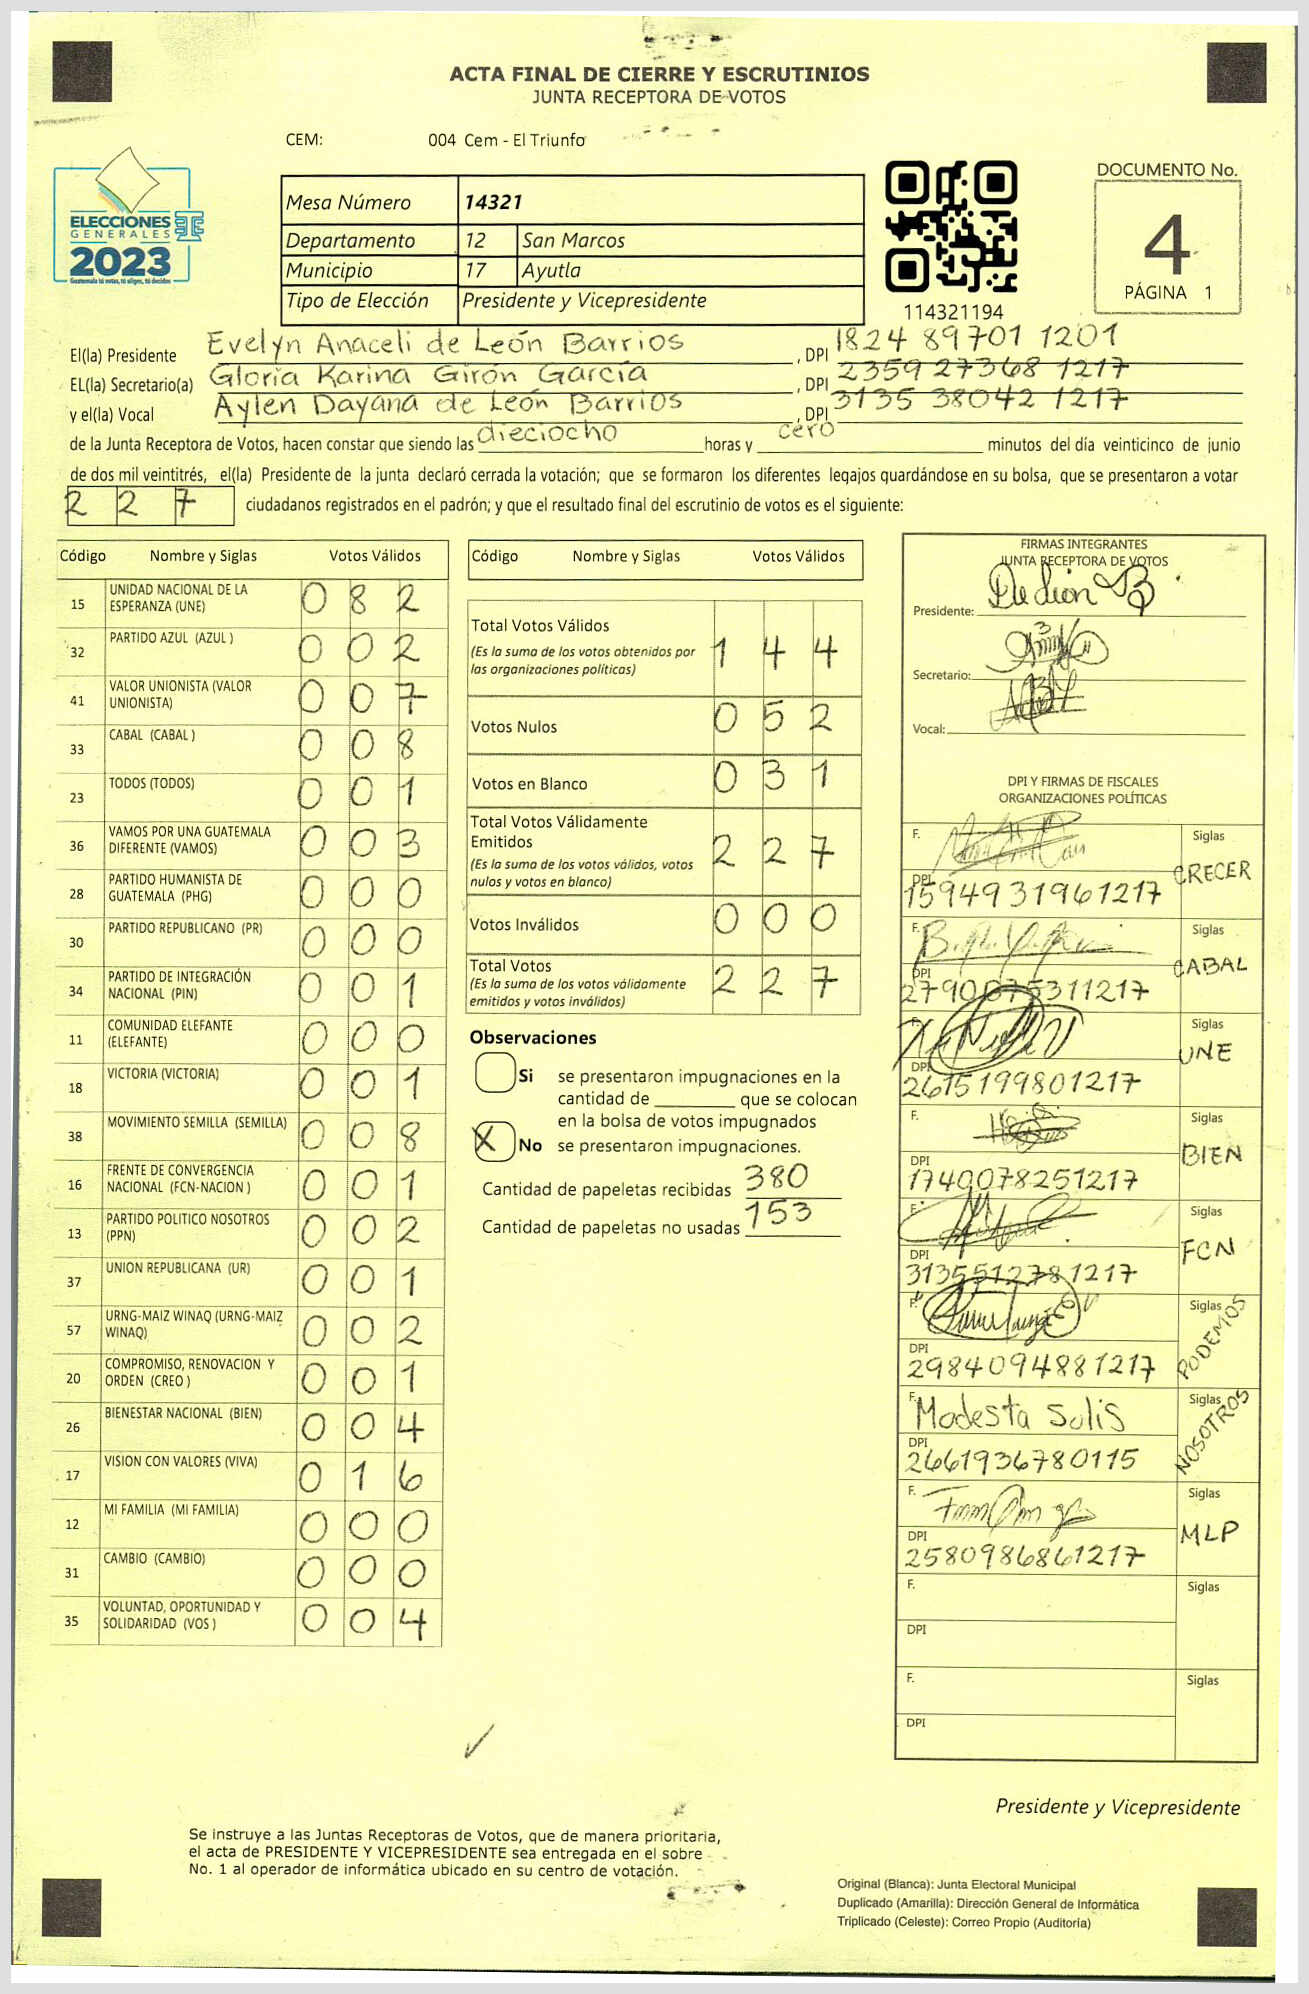 ACTA FINAL DE CIERRE Y ESCRUTINIOS
JUNTA RECEPTORA DE VOTOS
CEM: 004 Cem - El Triunfo
ELECCIONES
GENERALES
2023
Guatemala tú votas, tú eliges, tú decides
Mesa Número 14321
Departamento 12 San Marcos
Municipio 17 Ayutla
Tipo de Elección Presidente y Vicepresidente
114321194
DOCUMENTO No.
4
PÁGINA 1
El(la) Presidente Evelyn Anaceli de León Barrios , DPI 1824 89701 1201
EL(la) Secretario(a) Gloria Karina Girón García , DPI 2359 27368 1217
y el(la) Vocal Aylen Dayana de León Barrios , DPI 3135 38042 1217
de la Junta Receptora de Votos, hacen constar que siendo las dieciocho horas y cero minutos del día veinticinco de junio
de dos mil veintitrés, el(la) Presidente de la junta declaró cerrada la votación; que se formaron los diferentes legajos quardándose en su bolsa, que se presentaron a votar
2 2 7 ciudadanos registrados en el padrón; y que el resultado final del escrutinio de votos es el siguiente:
Código Nombre y Siglas Votos Válidos
15 UNIDAD NACIONAL DE LA ESPERANZA (UNE) 0 8 2
32 PARTIDO AZUL (AZUL ) 0 0 2
41 VALOR UNIONISTA (VALOR UNIONISTA) 0 0 7
33 CABAL (CABAL ) 0 0 8
23 TODOS (TODOS) 0 0 1
36 VAMOS POR UNA GUATEMALA DIFERENTE (VAMOS) 0 0 3
28 PARTIDO HUMANISTA DE GUATEMALA (PHG) 0 0 0
30 PARTIDO REPUBLICANO (PR) 0 0 0
34 PARTIDO DE INTEGRACIÓN NACIONAL (PIN) 0 0 1
11 COMUNIDAD ELEFANTE (ELEFANTE) 0 0 0
18 VICTORIA (VICTORIA) 0 0 1
38 MOVIMIENTO SEMILLA (SEMILLA) 0 0 8
16 FRENTE DE CONVERGENCIA NACIONAL (FCN-NACION ) 0 0 1
13 PARTIDO POLITICO NOSOTROS (PPN) 0 0 2
37 UNION REPUBLICANA (UR) 0 0 1
57 URNG-MAIZ WINAQ (URNG-MAIZ WINAQ) 0 0 2
20 COMPROMISO, RENOVACION Y ORDEN (CREO ) 0 0 1
26 BIENESTAR NACIONAL (BIEN) 0 0 4
17 VISION CON VALORES (VIVA) 0 1 6
12 MI FAMILIA (MI FAMILIA) 0 0 0
31 CAMBIO (CAMBIO) 0 0 0
35 VOLUNTAD, OPORTUNIDAD Y SOLIDARIDAD (VOS ) 0 0 4
Código Nombre y Siglas Votos Válidos
Total Votos Válidos 1 4 4
(Es la suma de los votos obtenidos por
las organizaciones políticas)
Votos Nulos 0 5 2
Votos en Blanco 0 3 1
Total Votos Válidamente
Emitidos 2 2 7
(Es la suma de los votos válidos, votos
nulos y votos en blanco)
Votos Inválidos 0 0 0
Total Votos 2 2 7
(Es la suma de los votos válidamente
emitidos y votos inválidos)
Observaciones
Si se presentaron impugnaciones en la
cantidad de que se colocan
en la bolsa de votos impugnados
X No se presentaron impugnaciones.
Cantidad de papeletas recibidas 380
Cantidad de papeletas no usadas 153
FIRMAS INTEGRANTES
JUNTA RECEPTORA DE VOTOS
Presidente:
Secretario:
Vocal:
DPI Y FIRMAS DE FISCALES
ORGANIZACIONES POLÍTICAS
F. Siglas
CRECER
DPI
1594931961217
F. Siglas
CABAL
DPI
2790075311217
F. Siglas
UNE
DPI
2615199801217
F. Siglas
BIEN
DPI
1740078251217
F. Siglas
FCN
DPI
3135512781217
F. Siglas
PODEMOS
DPI
2984094881217
F. Modesta Solis Siglas
NOSOTROS
DPI
2661936780115
F. Siglas
MLP
DPI
2580986861217
F. Siglas
DPI
F. Siglas
DPI
Presidente y Vicepresidente
Se instruye a las Juntas Receptoras de Votos, que de manera prioritaria,
el acta de PRESIDENTE Y VICEPRESIDENTE sea entregada en el sobre
No. 1 al operador de informática ubicado en su centro de votación.
Original (Blanca): Junta Electoral Municipal
Duplicado (Amarilla): Dirección General de Informática
Triplicado (Celeste): Correo Propio (Auditoría)